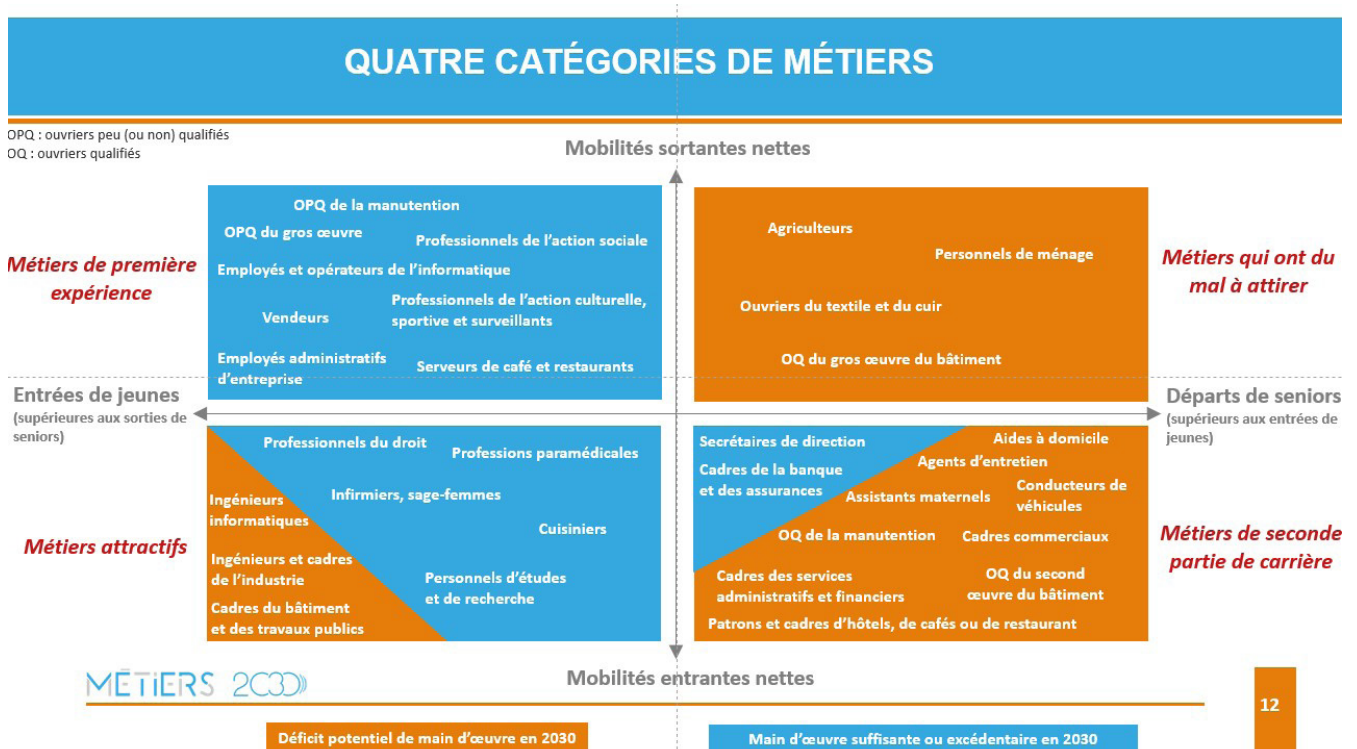 QUATRE CATÉGORIES DE MÉTIERS
OPQ : ouvriers peu (ou non) qualifiés
OQ : ouvriers qualifiés
Mobilités sortantes nettes
Métiers de première
expérience
OPQ de la manutention
OPQ du gros œuvre
Professionnels de l'action sociale
Employés et opérateurs de l'informatique
Professionnels de l'action culturelle,
sportive et surveillants
Vendeurs
Employés administratifs
d'entreprise
Serveurs de café et restaurants
Agriculteurs
Personnels de ménage
Ouvriers du textile et du cuir
OQ du gros œuvre du bâtiment
Métiers qui ont du
mal à attirer
Entrées de jeunes
(supérieures aux sorties de
seniors)
Départs de seniors
(supérieurs aux entrées de
jeunes)
Métiers attractifs
Professionnels du droit
Professions paramédicales
Infirmiers, sage-femmes
Ingénieurs
informatiques
Cuisiniers
Ingénieurs et cadres
de l'industrie
Personnels d'études
et de recherche
Cadres du bâtiment
et des travaux publics
Secrétaires de direction
Aides à domicile
Cadres de la banque
et des assurances
Agents d'entretien
Assistants maternels
Conducteurs de
véhicules
OQ de la manutention
Cadres commerciaux
Cadres des services
administratifs et financiers
OQ du second
œuvre du bâtiment
Patrons et cadres d'hôtels, de cafés ou de restaurant
Métiers de seconde
partie de carrière
MÉTiERS 2030
Mobilités entrantes nettes
12
Déficit potentiel de main d'œuvre en 2030
Main d'œuvre suffisante ou excédentaire en 2030